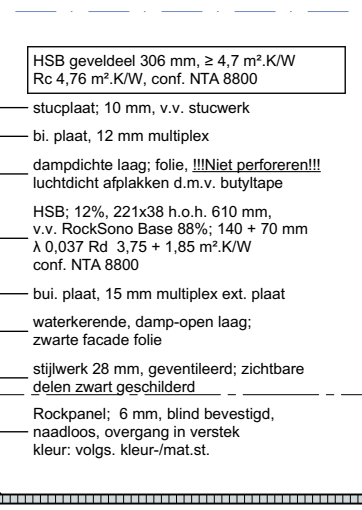 HSB geveldeel 306 mm, ≥ 4,7 m².K/W
Rc 4,76 m².K/W, conf. NTA 8800
stucplaat; 10 mm, v.v. stucwerk
bi. plaat, 12 mm multiplex
dampdichte laag; folie, !!!Niet perforeren!!!
luchtdicht afplakken d.m.v. butyltape
HSB; 12%, 221x38 h.o.h. 610 mm,
v.v. RockSono Base 88%; 140 + 70 mm
λ 0,037 Rd  3,75 + 1,85 m².K/W
conf. NTA 8800
bui. plaat, 15 mm multiplex ext. plaat
waterkerende, damp-open laag;
zwarte facade folie
stijlwerk 28 mm, geventileerd; zichtbare
delen zwart geschilderd
Rockpanel;  6 mm, blind bevestigd,
naadloos, overgang in verstek
kleur: volgs. kleur-/mat.st.